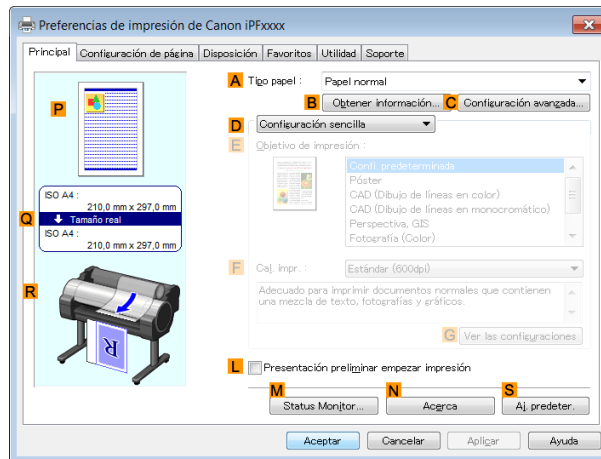 Preferencias de impresión de Canon iPFxxxx
Principal Configuración de página Disposición Favoritos Utilidad Soporte
A Tipo papel : Papel normal
B Obtener información... C Configuración avanzada...
D Configuración sencilla
E Objetivo de impresión :
Confi. predeterminada
Póster
CAD (Dibujo de líneas en color)
CAD (Dibujo de líneas en monocromático)
Perspectiva, GIS
Fotografía (Color)
F Cal. impr. : Estándar (600dpi)
Adecuado para imprimir documentos normales que contienen
una mezcla de texto, fotografías y gráficos.
G Ver las configuraciones
L Presentación preliminar empezar impresión
M Status Monitor...
N Acerca
S Aj. predeter.
P
Q
ISO A4 :
210,0 mm x 297,0 mm
Tamaño real
ISO A4 :
210,0 mm x 297,0 mm
R
R
Aceptar Cancelar Aplicar Ayuda